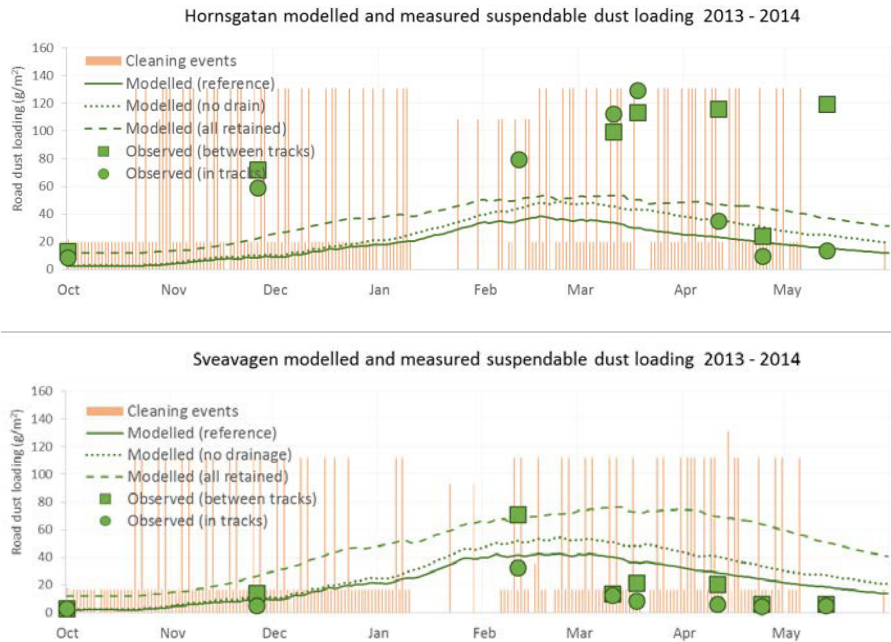 Hornsgatan modelled and measured suspendable dust loading 2013 - 2014
Road dust loading (g/m²)
160
140
120
100
80
60
40
20
0
Cleaning events
Modelled (reference)
Modelled (no drain)
Modelled (all retained)
Observed (between tracks)
Observed (in tracks)
Oct Nov Dec Jan Feb Mar Apr May
Sveavagen modelled and measured suspendable dust loading 2013 - 2014
Road dust loading (g/m²)
160
140
120
100
80
60
40
20
0
Cleaning events
Modelled (reference)
Modelled (no drainage)
Modelled (all retained)
Observed (between tracks)
Observed (in tracks)
Oct Nov Dec Jan Feb Mar Apr May